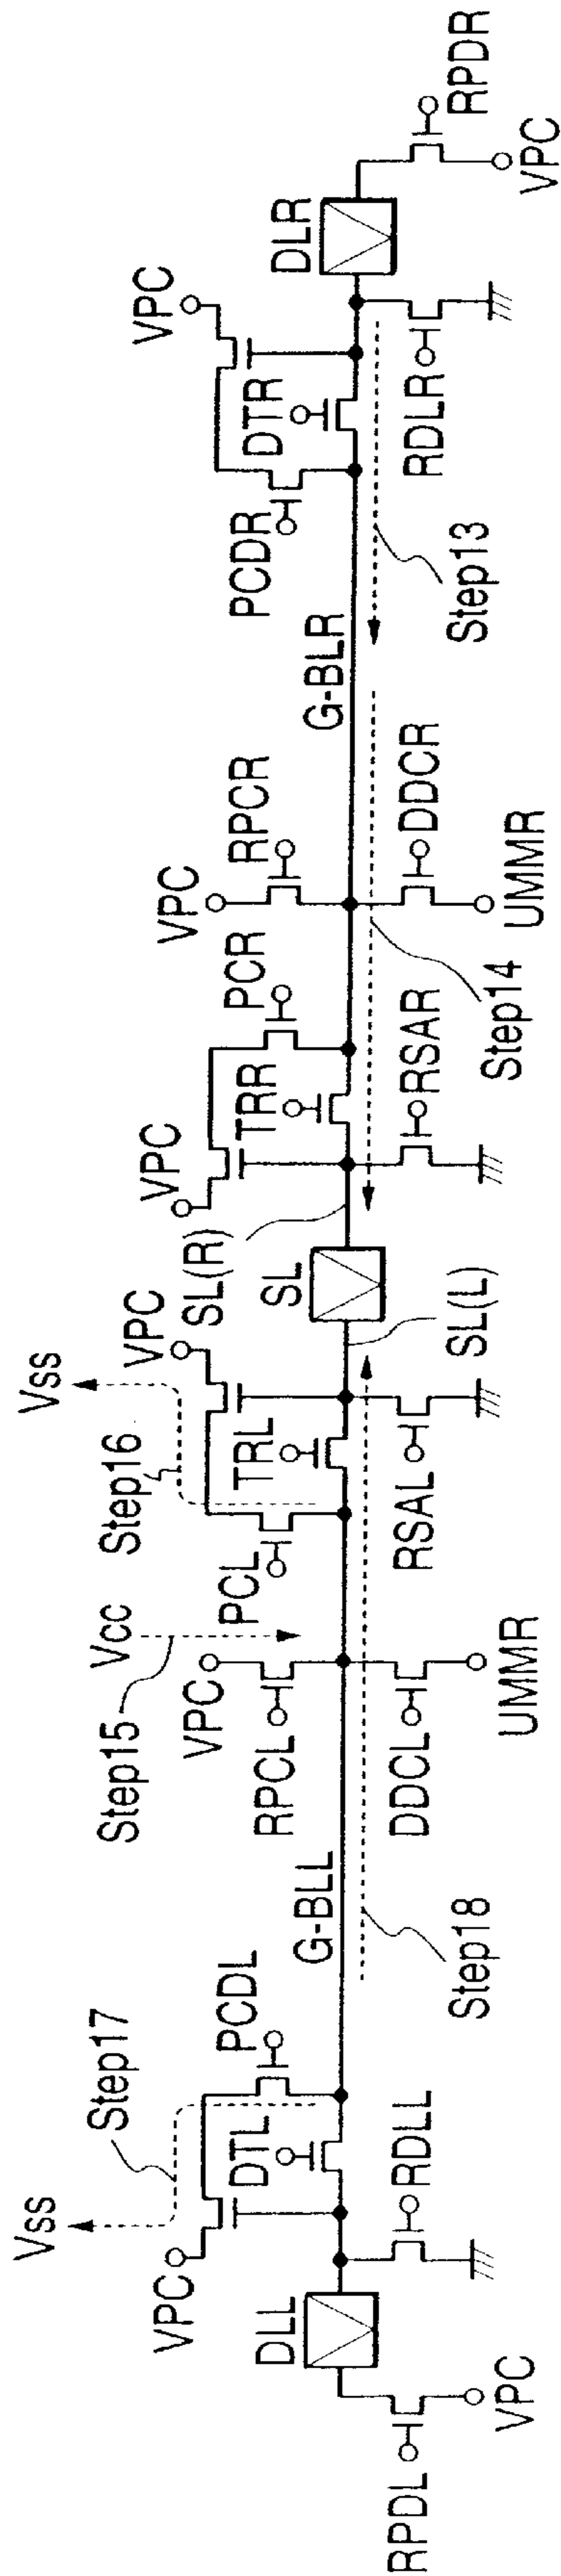 Vss
Step17
VPC
PCDL
DTL
DLL
RDLL
RPDL
VPC
G-BLL
Step18
Step15
Vcc
VPC
RPCL
DDCL
UMMR
Vss
Step16
PCL
TRL
VPC
RSAL
SL
SL(L)
SL(R)
VPC
TRR
PCR
RSAR
Step14
VPC
RPCR
DDCR
UMMR
G-BLR
Step13
PCDR
DTR
VPC
RDLR
DLR
RPDR
VPC